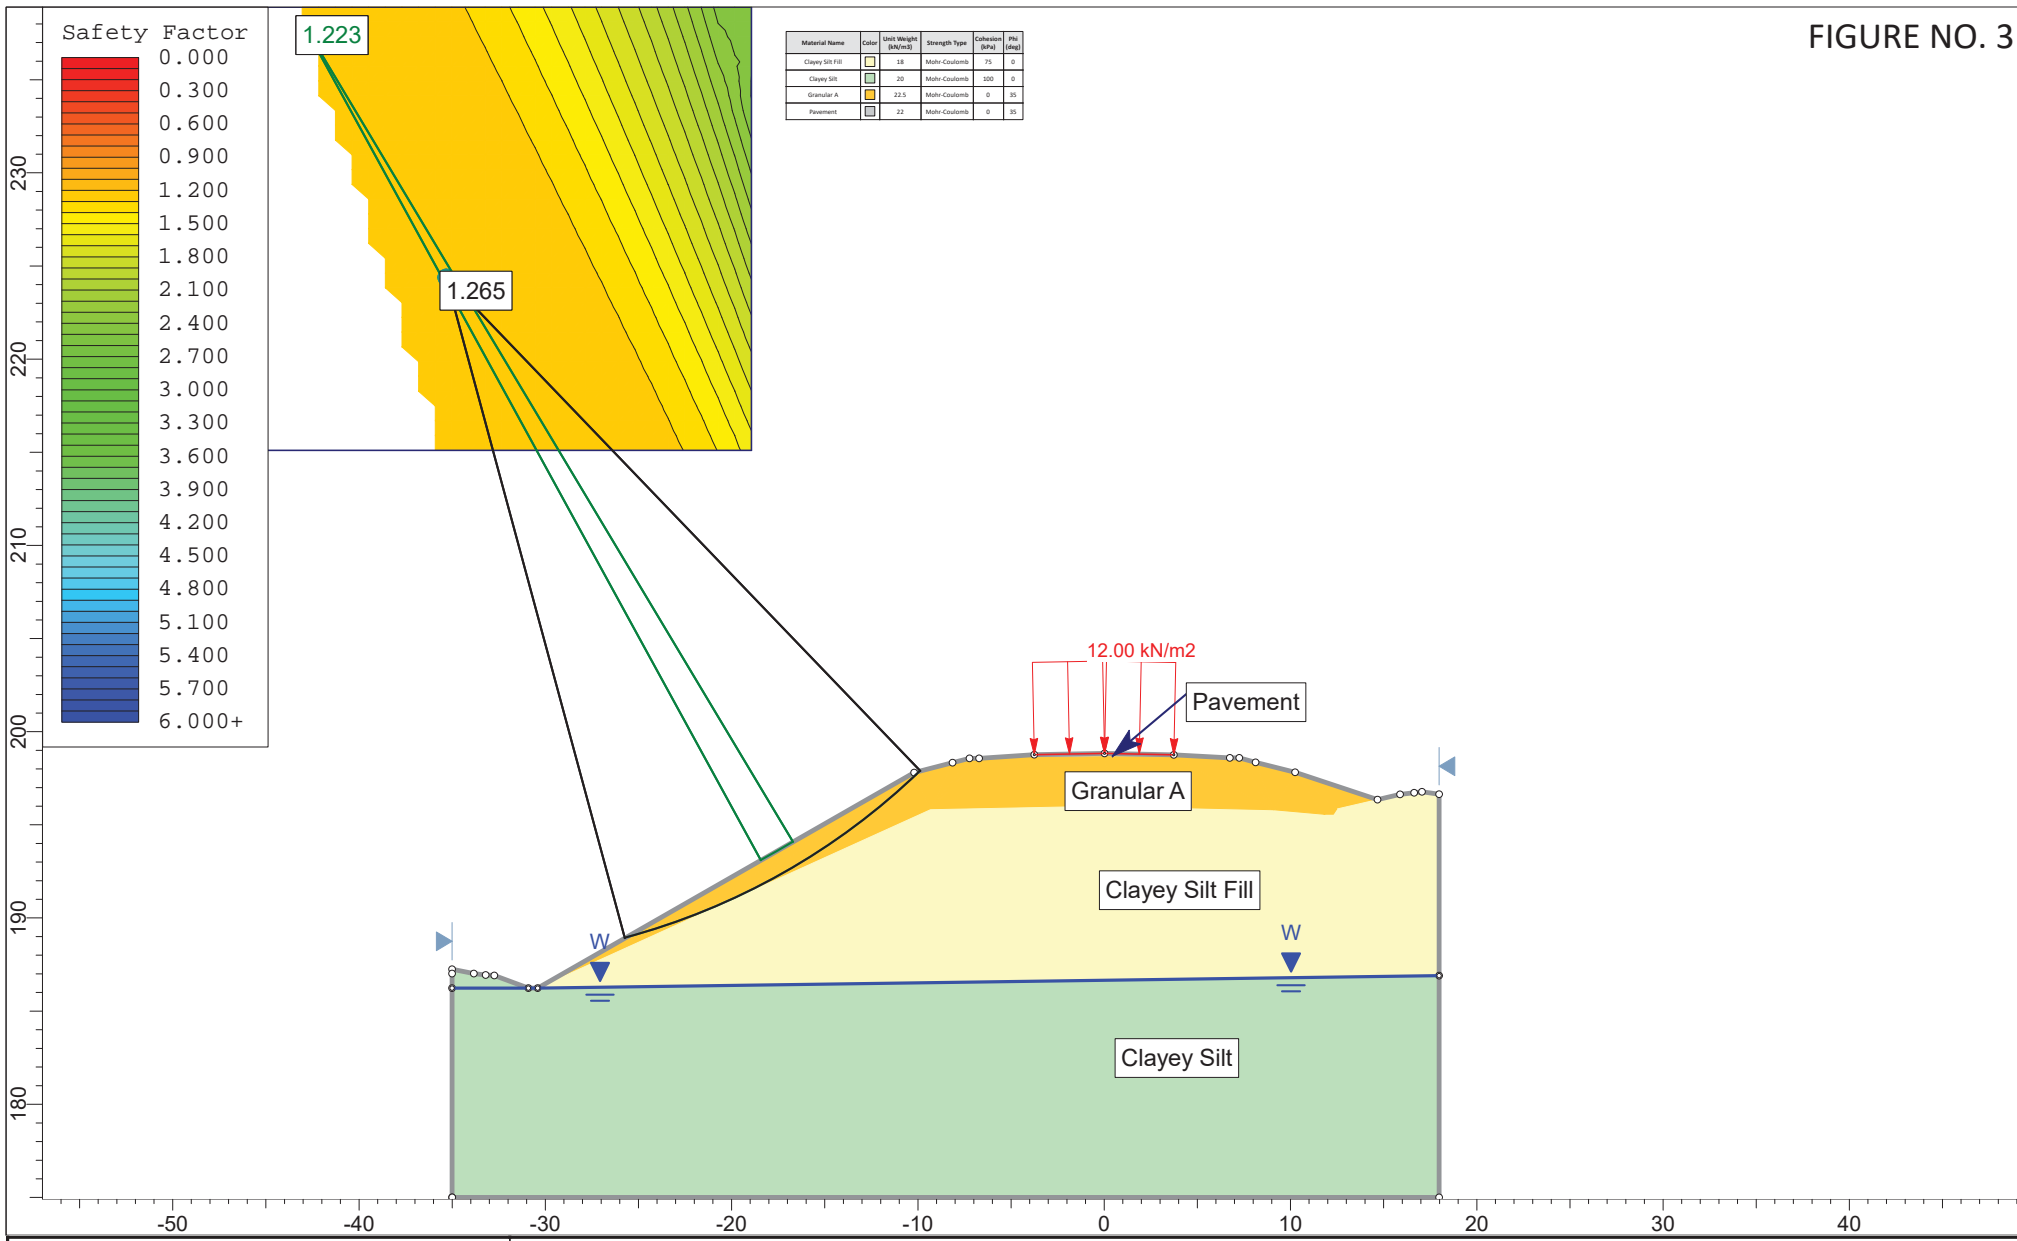 FIGURE NO. 3
Safety Factor
0.000
0.300
0.600
0.900
1.200
1.500
1.800
2.100
2.400
2.700
3.000
3.300
3.600
3.900
4.200
4.500
4.800
5.100
5.400
5.700
6.000+
1.223
1.265
Material Name Color Unit Weight (kN/m3) Strength Type Cohesion (kPa) Phi (deg)
Clayey Silt Fill 18 Mohr-Coulomb 75 0
Clayey Silt 20 Mohr-Coulomb 100 0
Granular A 22.5 Mohr-Coulomb 0 35
Pavement 22 Mohr-Coulomb 0 35
230
220
210
200
190
180
12.00 kN/m2
Pavement
Granular A
Clayey Silt Fill
W
W
Clayey Silt
-50 -40 -30 -20 -10 0 10 20 30 40